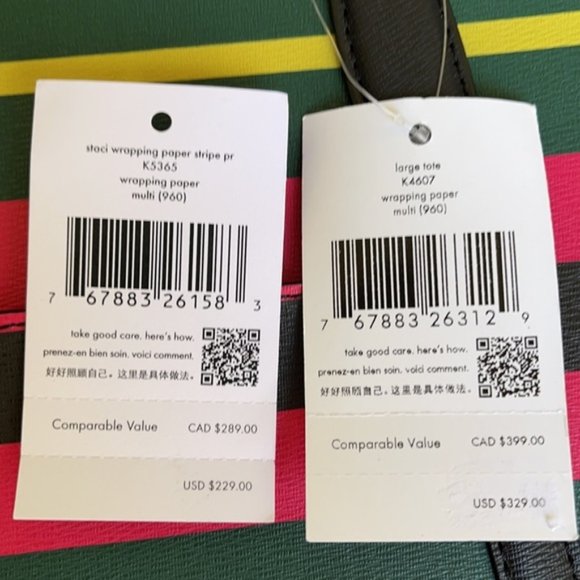 staci wrapping paper stripe pr
K5365
wrapping paper
multi (960)
7 67883 26158 3
take good care. here's how.
prenez-en bien soin. voici comment.
好好照顾自己。这里是具体做法。
Comparable Value CAD $289.00
USD $229.00
large tote
K4607
wrapping paper
multi (960)
7 67883 26312 9
take good care. here's how.
prenez-en bien soin. voici comment.
好好照顾自己。这里是具体做法。
Comparable Value CAD $399.00
USD $329.00